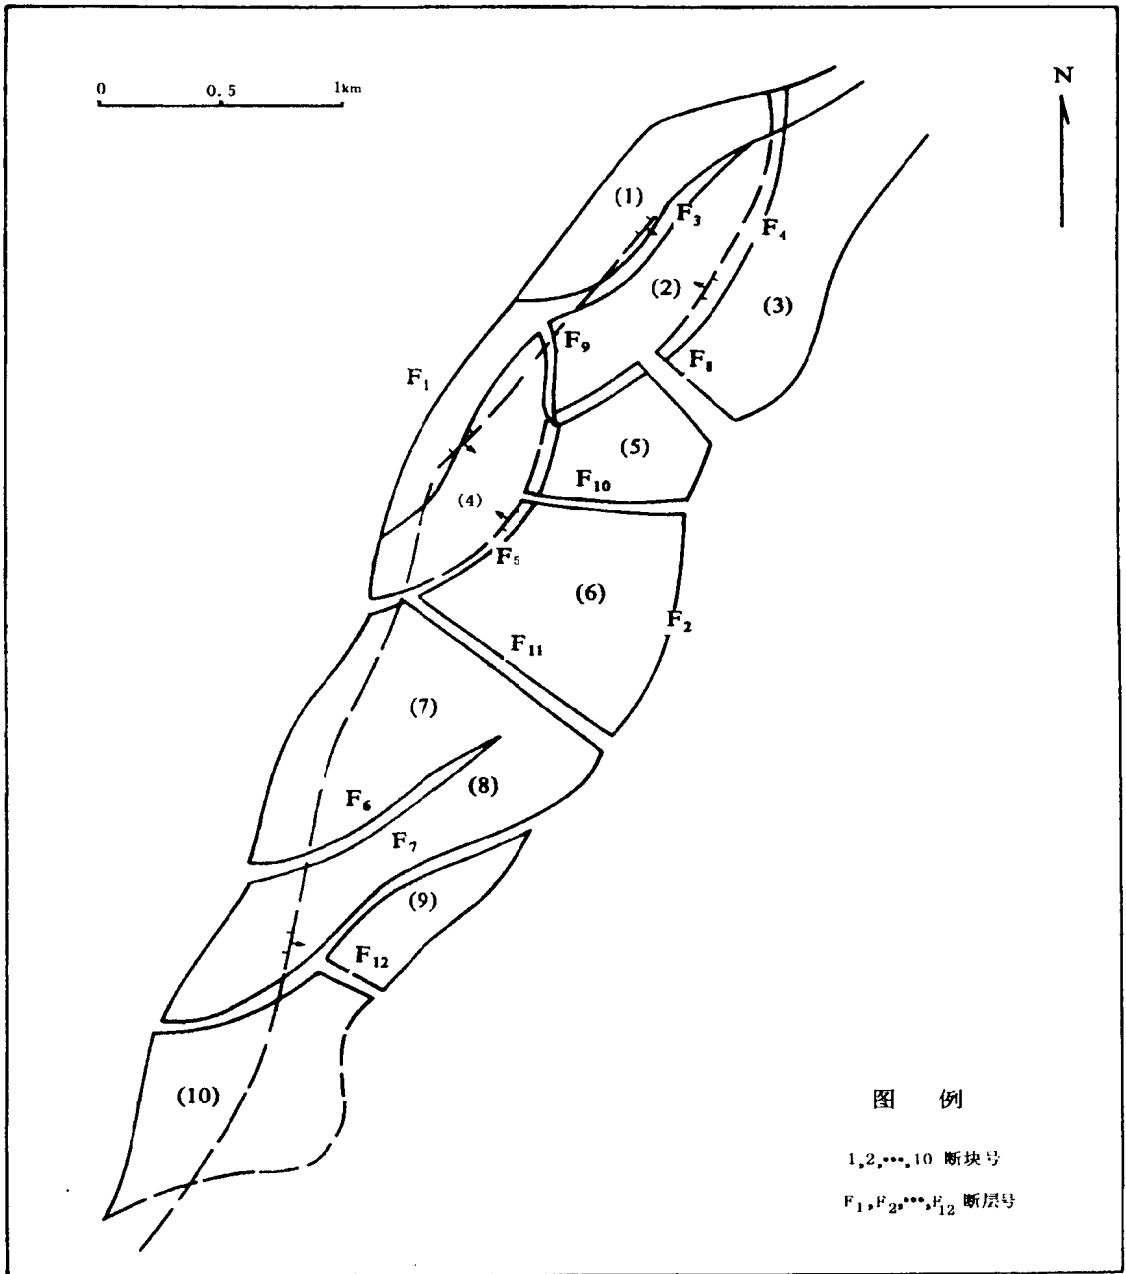 0 0.5 1km
N
(1)
F₃
F₄
(2)
(3)
F₉
F₈
F₁
(5)
F₁₀
(4)
F₅
(6)
F₂
F₁₁
(7)
(8)
F₆
F₇
(9)
F₁₂
(10)
图 例
1,2,···,10 断块号
F₁,F₂,···,F₁₂ 断层号